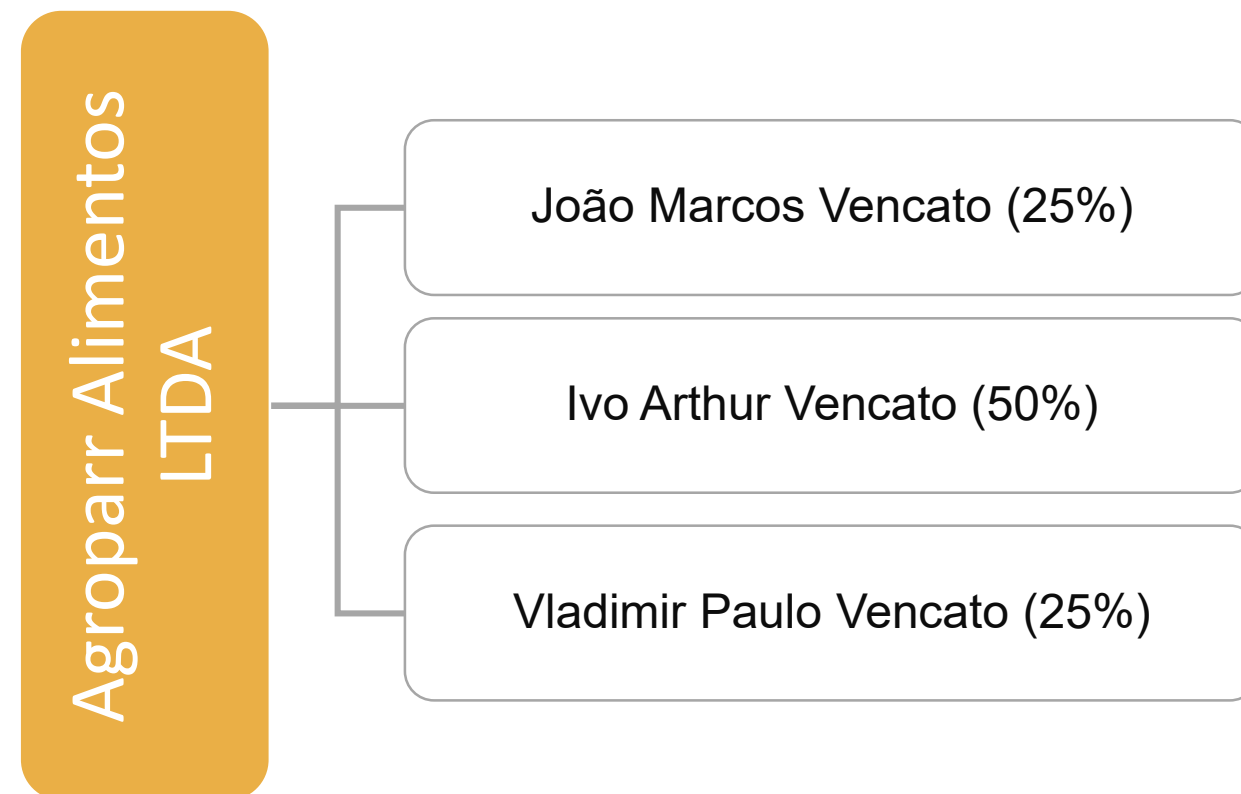 Agroparr Alimentos
LTDA
João Marcos Vencato (25%)
Ivo Arthur Vencato (50%)
Vladimir Paulo Vencato (25%)